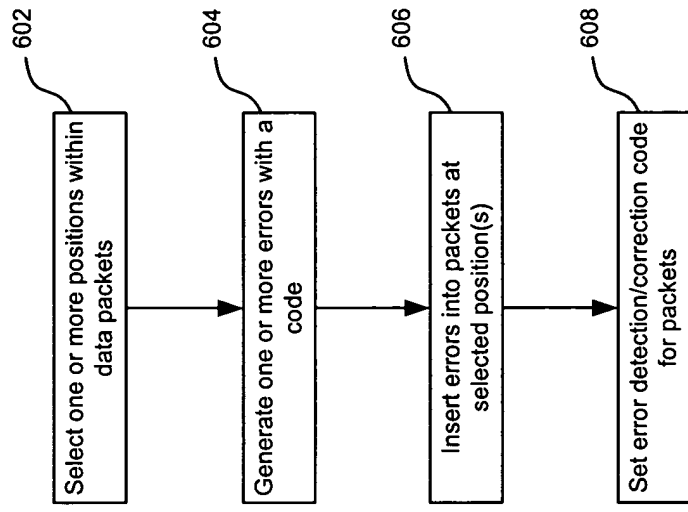 602
Select one or more positions within
data packets
604
Generate one or more errors with a
code
606
Insert errors into packets at
selected position(s)
608
Set error detection/correction code
for packets